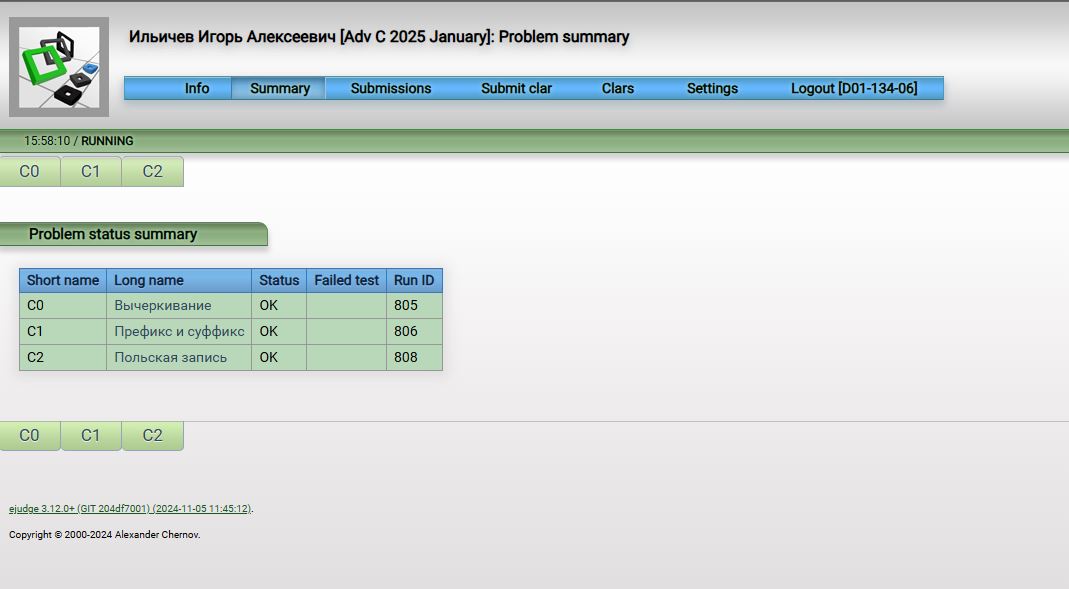 Ильичев Игорь Алексеевич [Adv C 2025 January]: Problem summary
Info Summary Submissions Submit clar Clars Settings Logout [D01-134-06]
15:58:10 / RUNNING
C0 C1 C2
Problem status summary
Short name Long name Status Failed test Run ID
C0 Вычеркивание OK 805
C1 Префикс и суффикс OK 806
C2 Польская запись OK 808
C0 C1 C2
ejudge 3.12.0+ (GIT 204df7001) (2024-11-05 11:45:12).
Copyright © 2000-2024 Alexander Chernov.